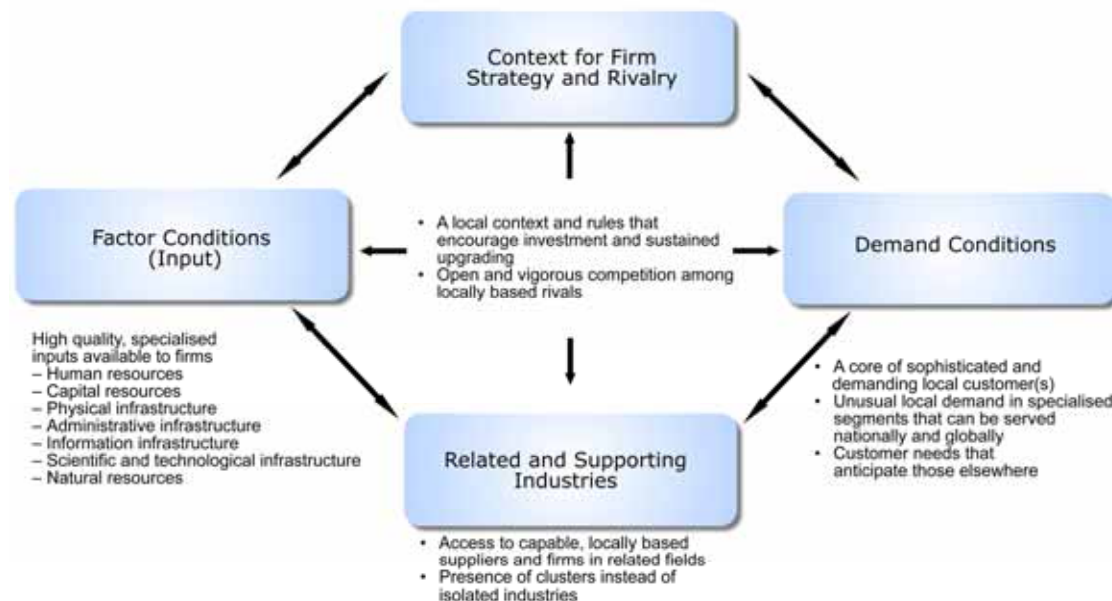 Context for Firm
Strategy and Rivalry
Factor Conditions
(Input)
• A local context and rules that
encourage investment and sustained
upgrading
• Open and vigorous competition among
locally based rivals
Demand Conditions
High quality, specialised
inputs available to firms
– Human resources
– Capital resources
– Physical infrastructure
– Administrative infrastructure
– Information infrastructure
– Scientific and technological infrastructure
– Natural resources
• A core of sophisticated and
demanding local customer(s)
• Unusual local demand in specialised
segments that can be served
nationally and globally
• Customer needs that
anticipate those elsewhere
Related and Supporting
Industries
• Access to capable, locally based
suppliers and firms in related fields
• Presence of clusters instead of
isolated industries